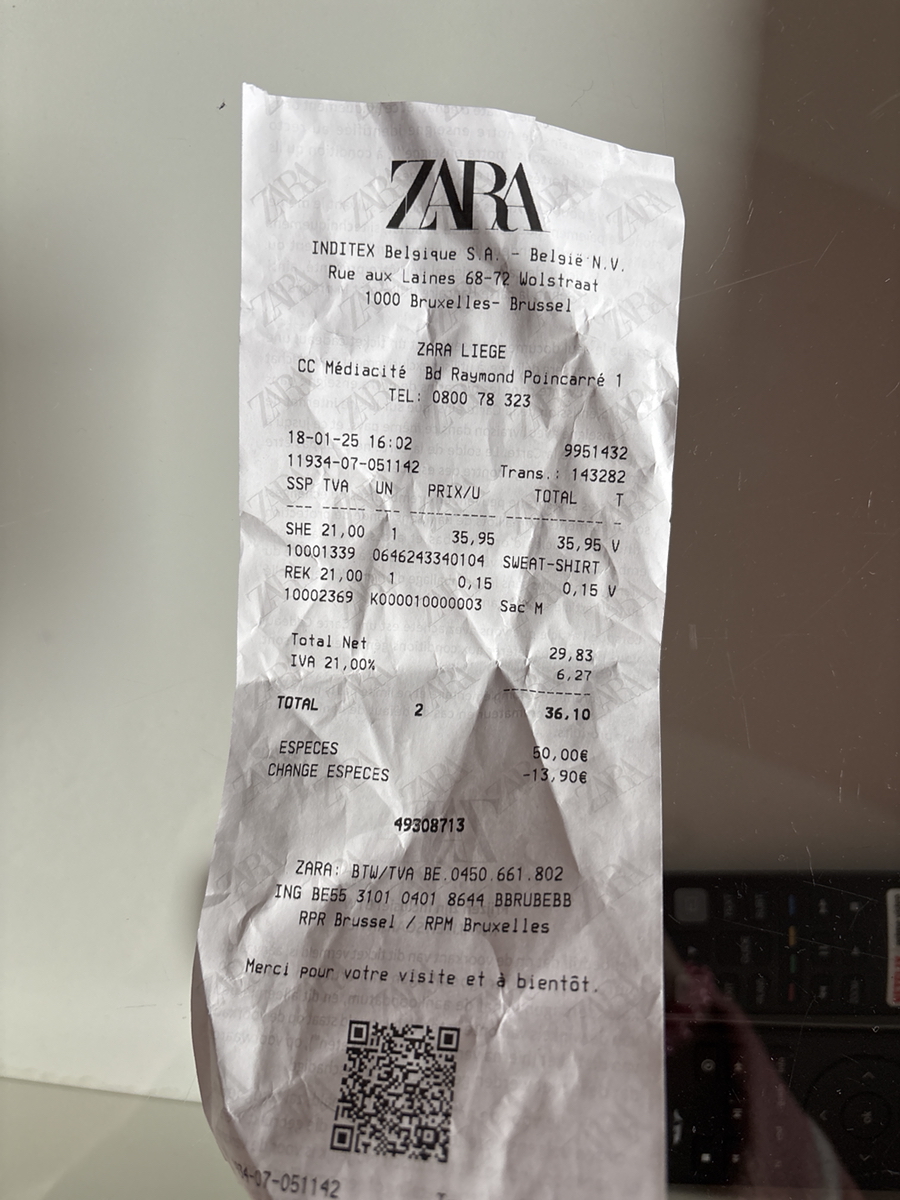 ZARA
INDITEX Belgique S.A. - België N.V.
Rue aux Laines 68-72 Wolstraat
1000 Bruxelles- Brussel
ZARA LIEGE
CC Médiacité Bd Raymond Poincarré 1
TEL: 0800 78 323
18-01-25 16:02 9951432
11934-07-051142 Trans.: 143282
SSP TVA UN PRIX/U TOTAL T
SHE 21,00 1 35,95 35,95 V
10001339 0646243340104 SWEAT-SHIRT
REK 21,00 1 0,15 0,15 V
10002369 K000010000003 Sac M
Total Net 29,83
IVA 21,00% 6,27
TOTAL 2 36,10
ESPECES 50,00€
CHANGE ESPECES -13,90€
49308713
ZARA: BTW/TVA BE.0450.661.802
ING BE55 3101 0401 8644 BBRUBEBB
RPR Brussel / RPM Bruxelles
Merci pour votre visite et à bientôt.
34-07-051142